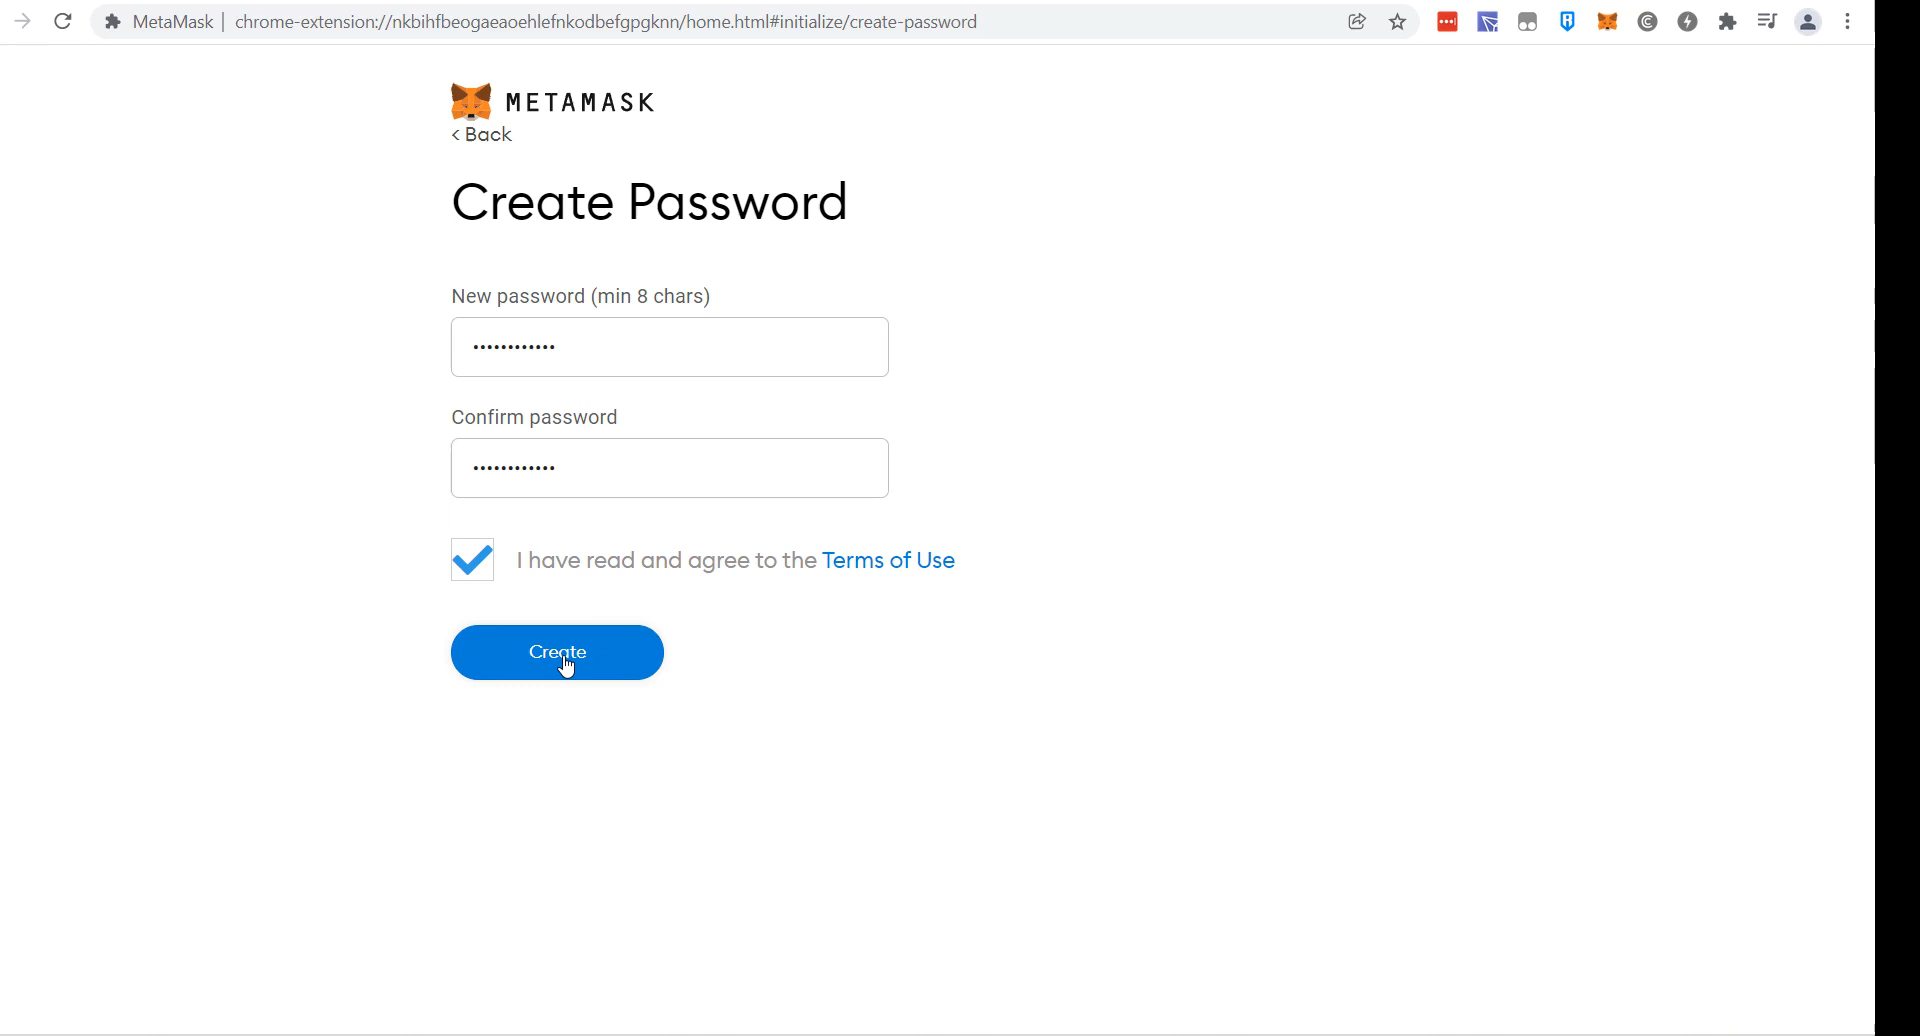 MetaMask | chrome-extension://nkbihfbeogaeaoehlefnkodbefgpgknn/home.html#initialize/create-password
METAMASK
< Back
Create Password
New password (min 8 chars)
••••••••••••
Confirm password
••••••••••••
I have read and agree to the Terms of Use
Create